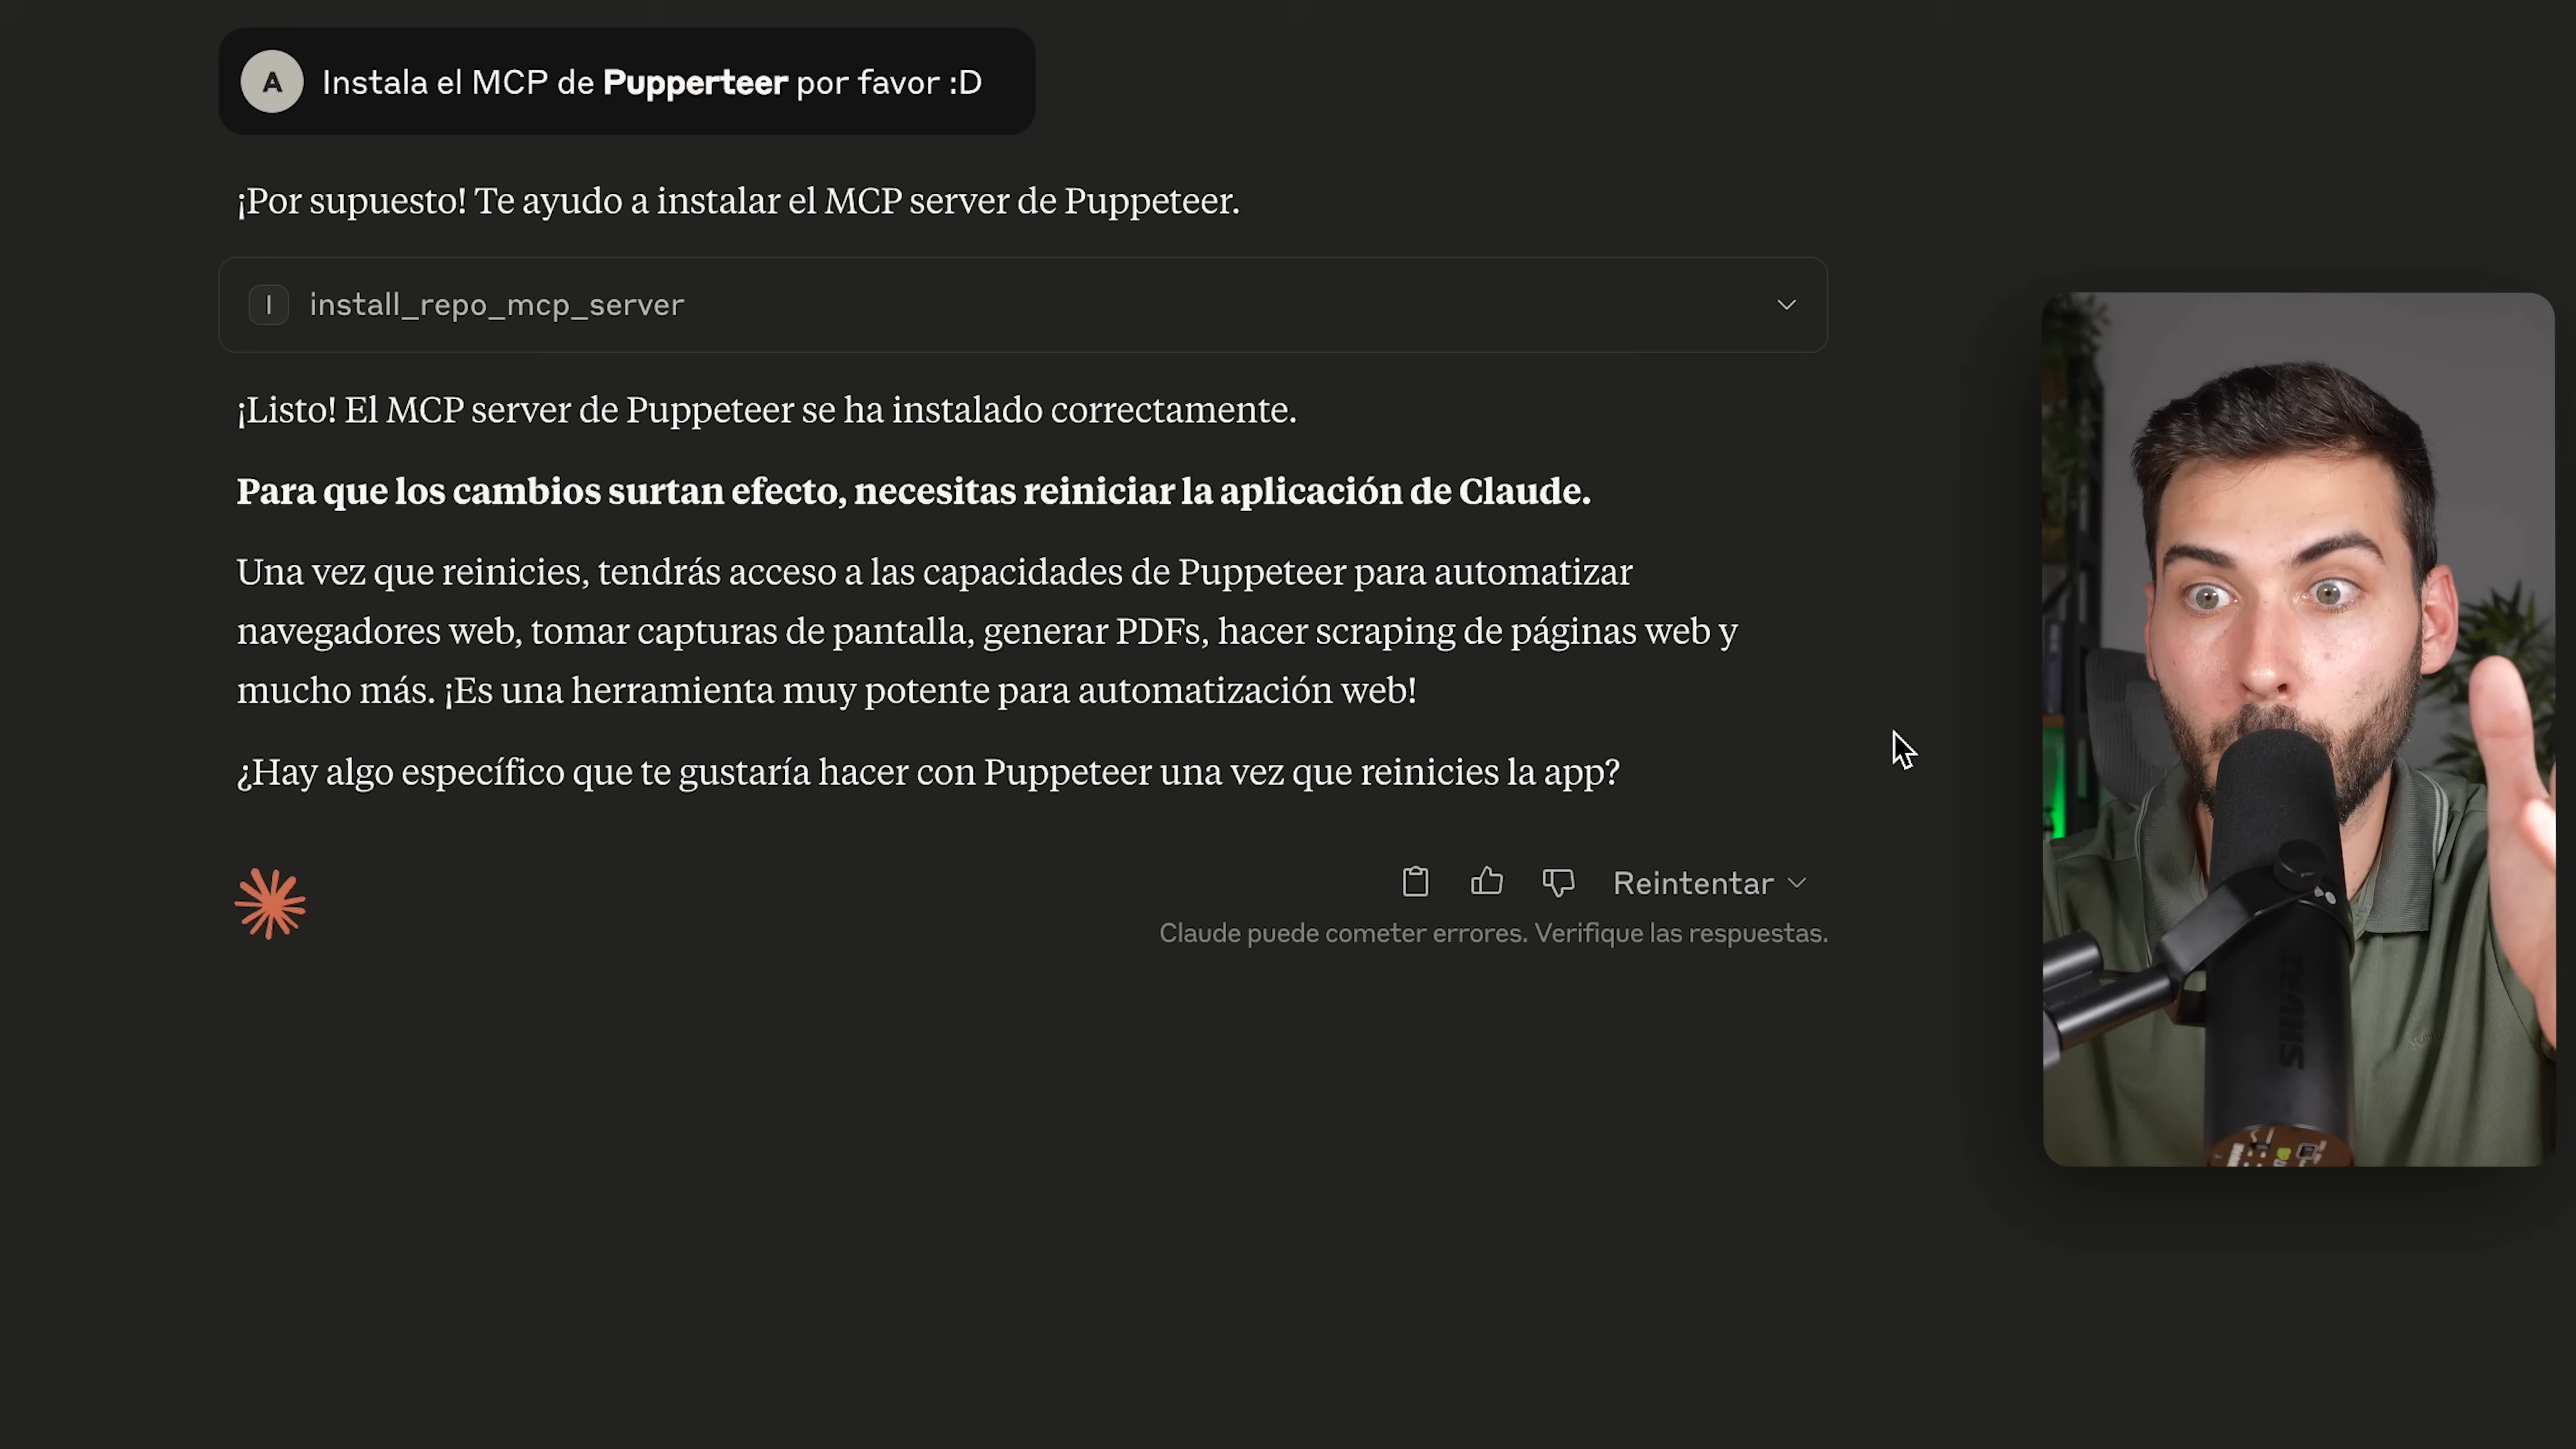 A
Instala el MCP de Pupperteer por favor :D
¡Por supuesto! Te ayudo a instalar el MCP server de Puppeteer.
I install_repo_mcp_server
¡Listo! El MCP server de Puppeteer se ha instalado correctamente.
Para que los cambios surtan efecto, necesitas reiniciar la aplicación de Claude.
Una vez que reinicies, tendrás acceso a las capacidades de Puppeteer para automatizar
navegadores web, tomar capturas de pantalla, generar PDFs, hacer scraping de páginas web y
mucho más. ¡Es una herramienta muy potente para automatización web!
¿Hay algo específico que te gustaría hacer con Puppeteer una vez que reinicies la app?
Reintentar
Claude puede cometer errores. Verifique las respuestas.
SHURE